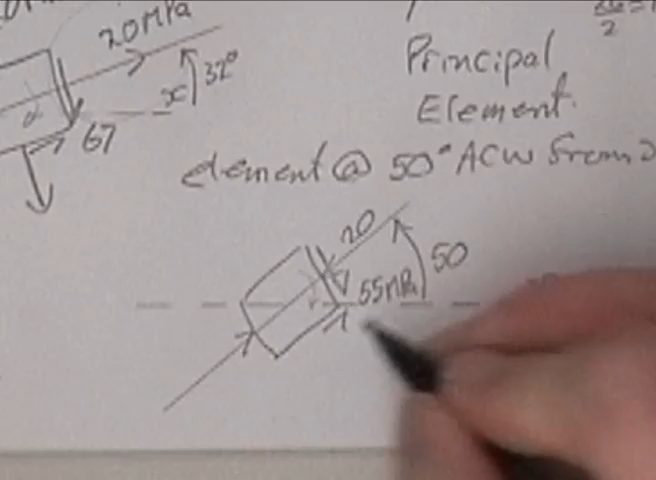 20MPa
32°
x
67
Principal
Element.
element @ 50° ACW from
20
50
55MPa